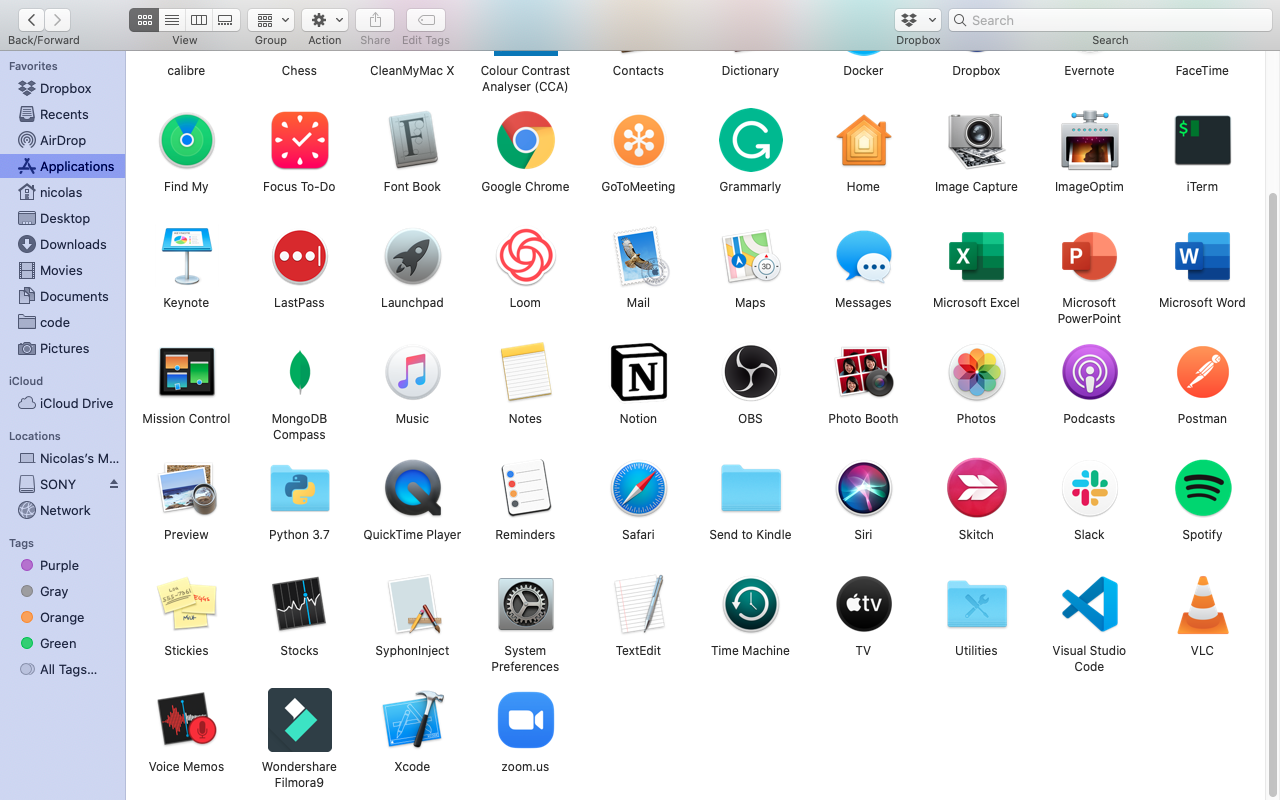 Search
Back/Forward
View
Group
Action
Share
Edit Tags
Dropbox
Search
Favorites
Dropbox
Recents
AirDrop
Applications
nicolas
Desktop
Downloads
Movies
Documents
code
Pictures
iCloud
iCloud Drive
Locations
Nicolas's M...
SONY
Network
Tags
Purple
Gray
Orange
Green
All Tags...
calibre
Chess
CleanMyMac X
Colour Contrast
Analyser (CCA)
Contacts
Dictionary
Docker
Dropbox
Evernote
FaceTime
Find My
Focus To-Do
Font Book
Google Chrome
GoToMeeting
Grammarly
Home
Image Capture
ImageOptim
iTerm
Keynote
LastPass
Launchpad
Loom
Mail
Maps
Messages
Microsoft Excel
Microsoft
PowerPoint
Microsoft Word
Mission Control
MongoDB
Compass
Music
Notes
Notion
OBS
Photo Booth
Photos
Podcasts
Postman
Preview
Python 3.7
QuickTime Player
Reminders
Safari
Send to Kindle
Siri
Skitch
Slack
Spotify
Stickies
Stocks
SyphonInject
System
Preferences
TextEdit
Time Machine
TV
Utilities
Visual Studio
Code
VLC
Voice Memos
Wondershare
Filmora9
Xcode
zoom.us